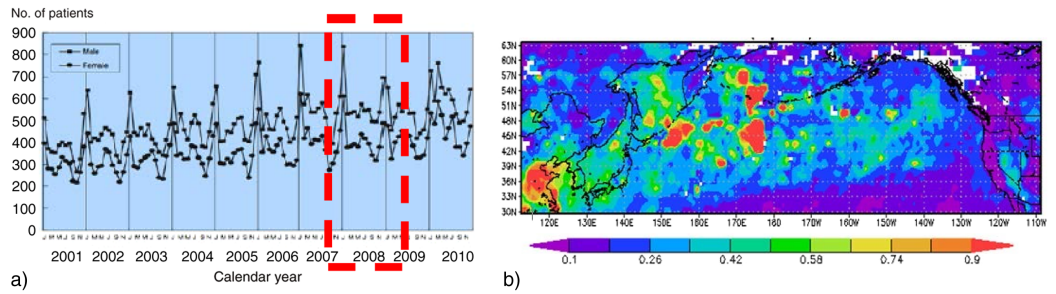 No. of patients
900
800
700
600
500
400
300
200
100
0
Male
Female
2001 2002 2003 2004 2005 2006 2007 2008 2009 2010
Calendar year
a)
63N
60N
57N
54N
51N
48N
45N
42N
39N
36N
33N
30N
120E 130E 140E 150E 160E 170E 180 170W 160W 150W 140W 130W 120W 110W
0.1 0.26 0.42 0.58 0.74 0.9
b)